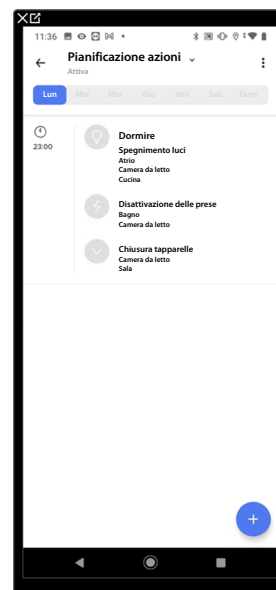 11:36
Pianificazione azioni
Attiva
Lun Mar Mer Gio Ven Sab Dom
23:00
Dormire
Spegnimento luci
Atrio
Camera da letto
Cucina
Disattivazione delle prese
Bagno
Camera da letto
Chiusura tapparelle
Camera da letto
Sala